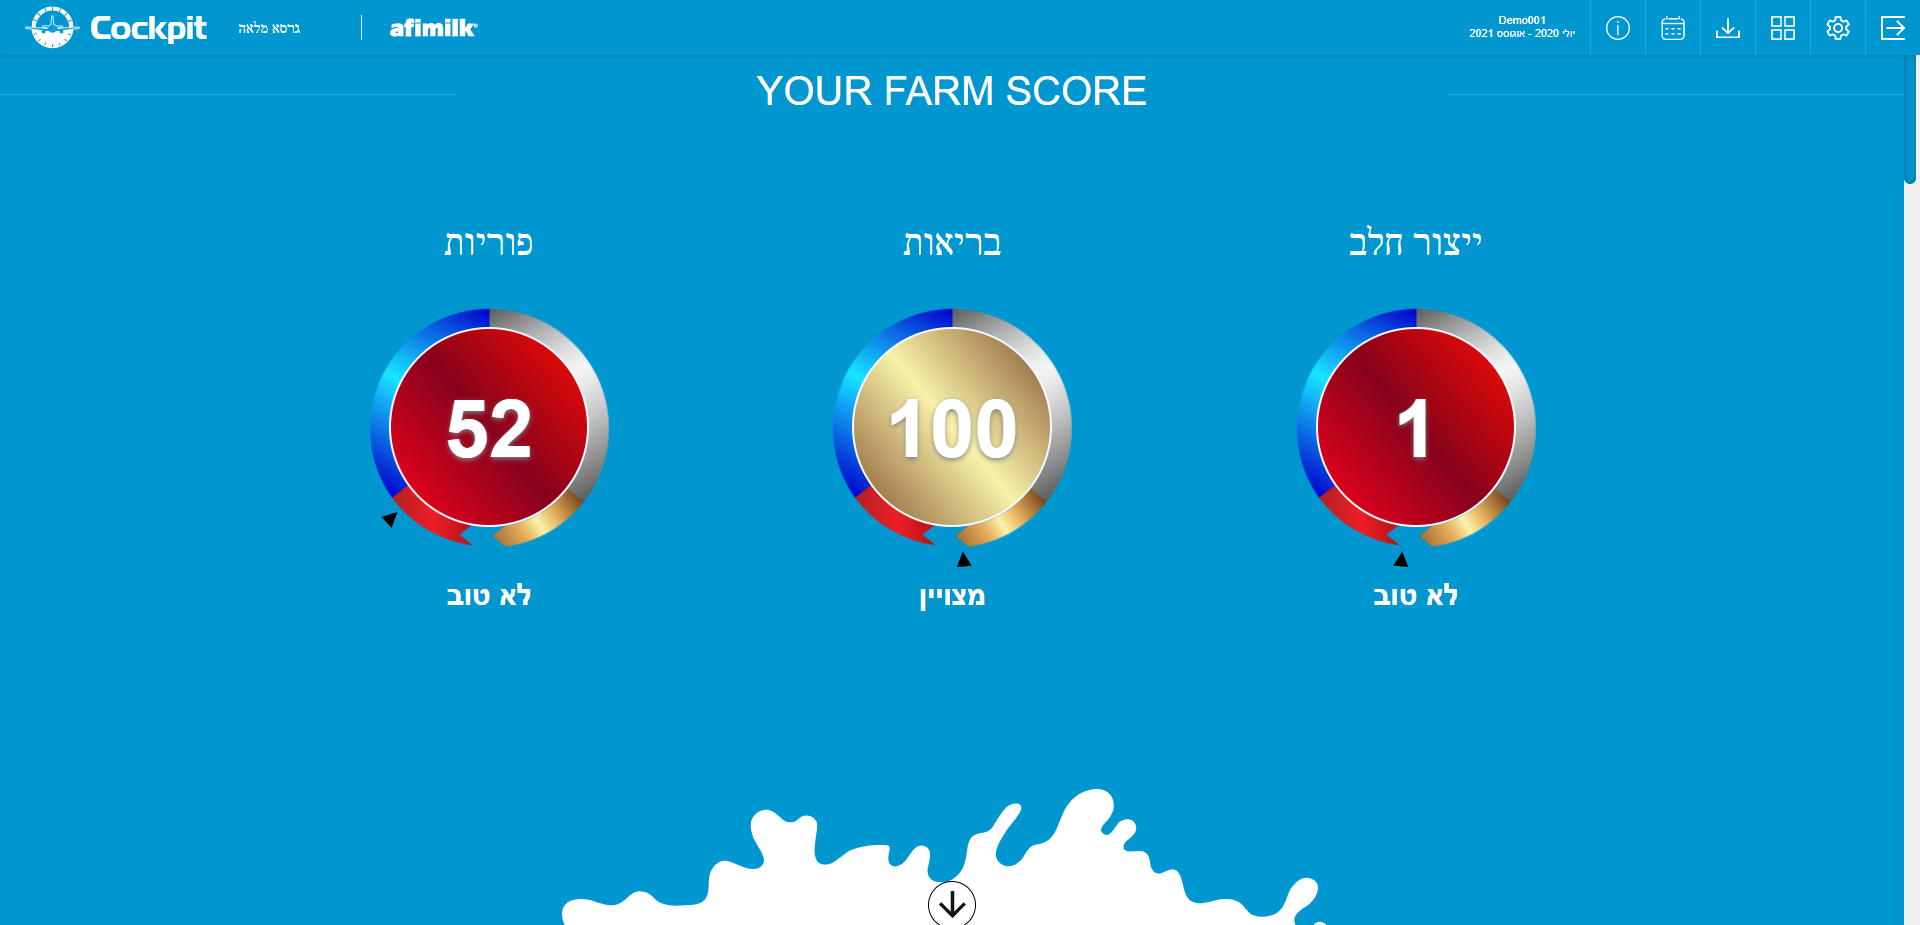 Cockpit
גרסא מלאה
afimilk
Demo001
יולי 2020 - אוגוסט 2021
YOUR FARM SCORE
ייצור חלב
בריאות
פוריות
1
100
52
לא טוב
מצויין
לא טוב